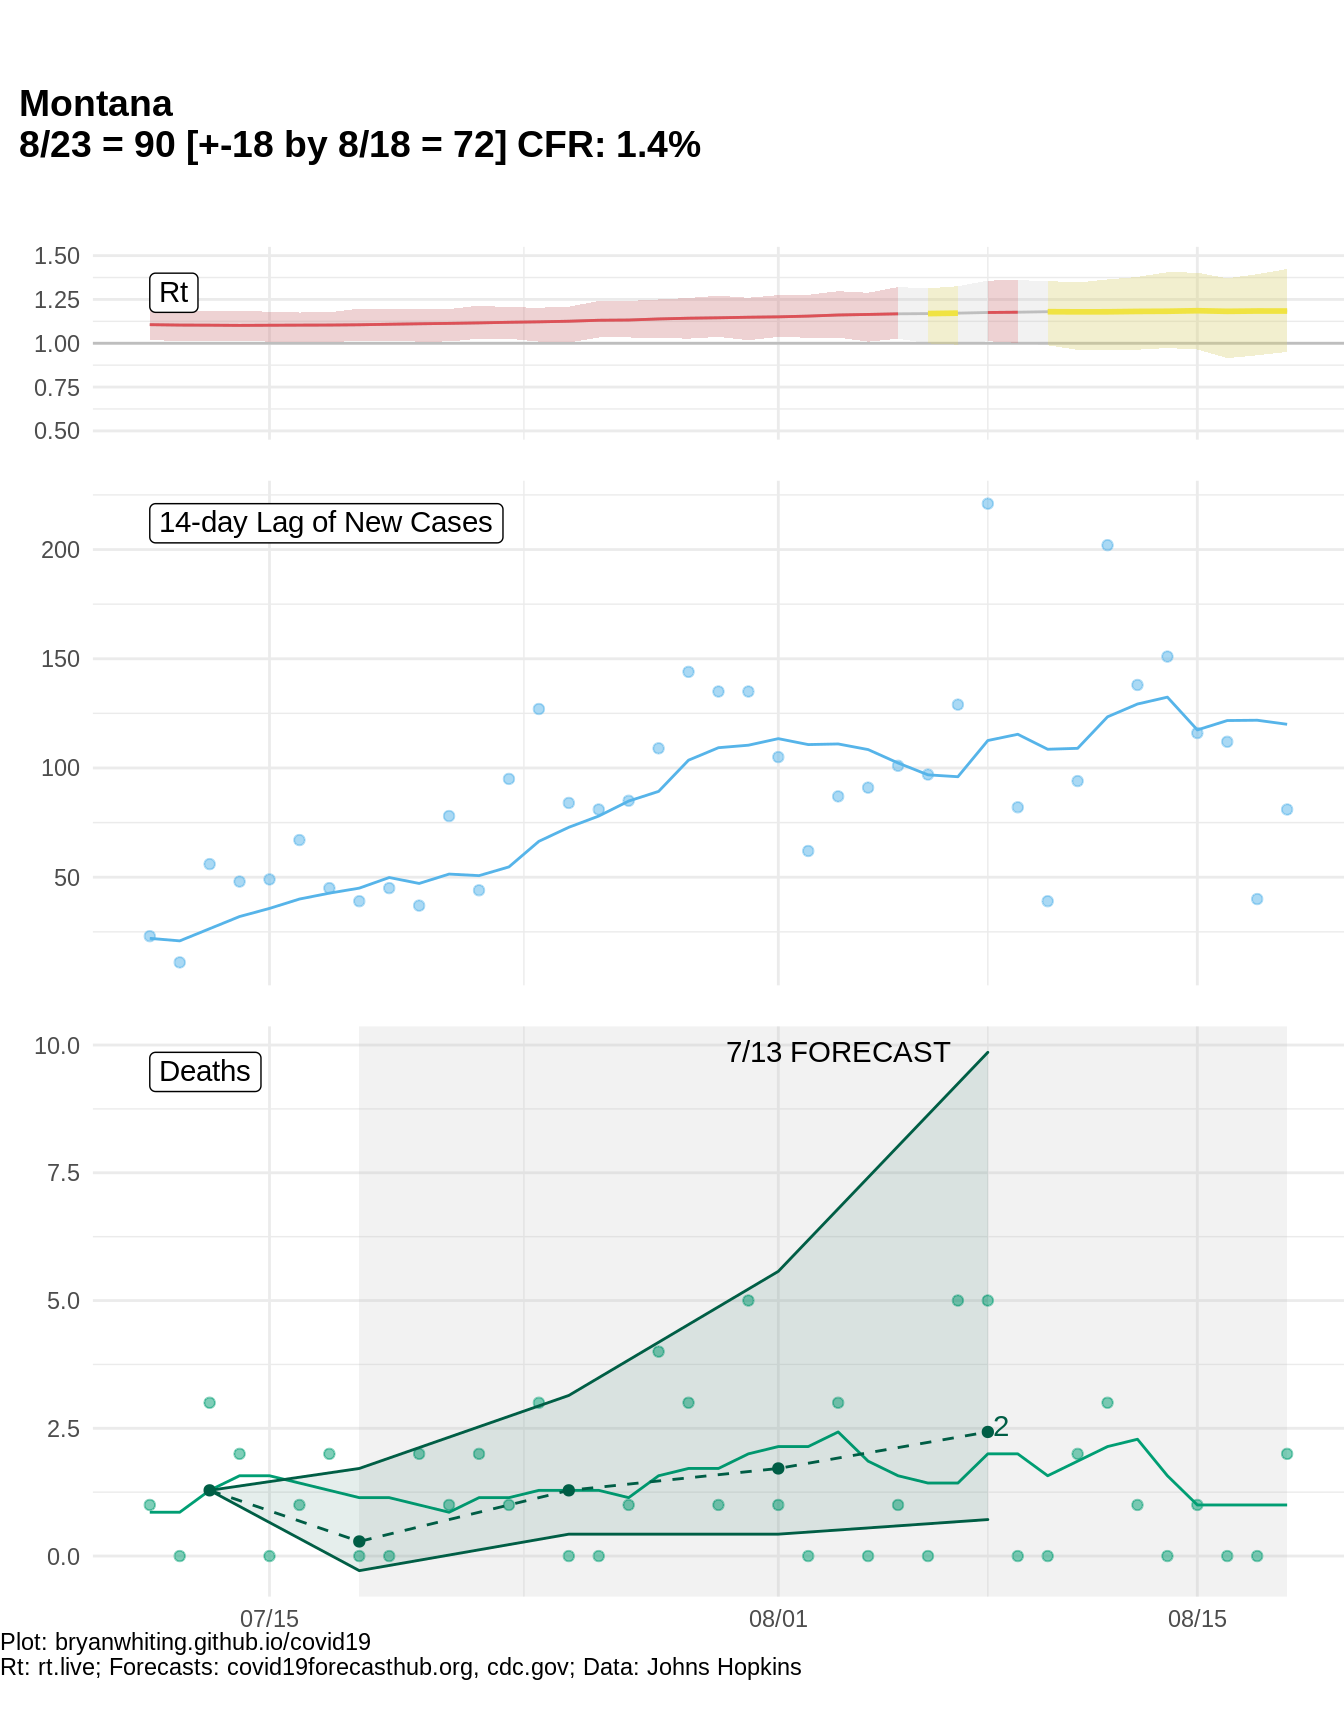 Montana
8/23 = 90 [+-18 by 8/18 = 72] CFR: 1.4%
1.50
1.25
1.00
0.75
0.50
Rt
14-day Lag of New Cases
200
150
100
50
10.0
7.5
5.0
2.5
0.0
Deaths
7/13 FORECAST
2
07/15
08/01
08/15
Plot: bryanwhiting.github.io/covid19
Rt: rt.live; Forecasts: covid19forecasthub.org, cdc.gov; Data: Johns Hopkins